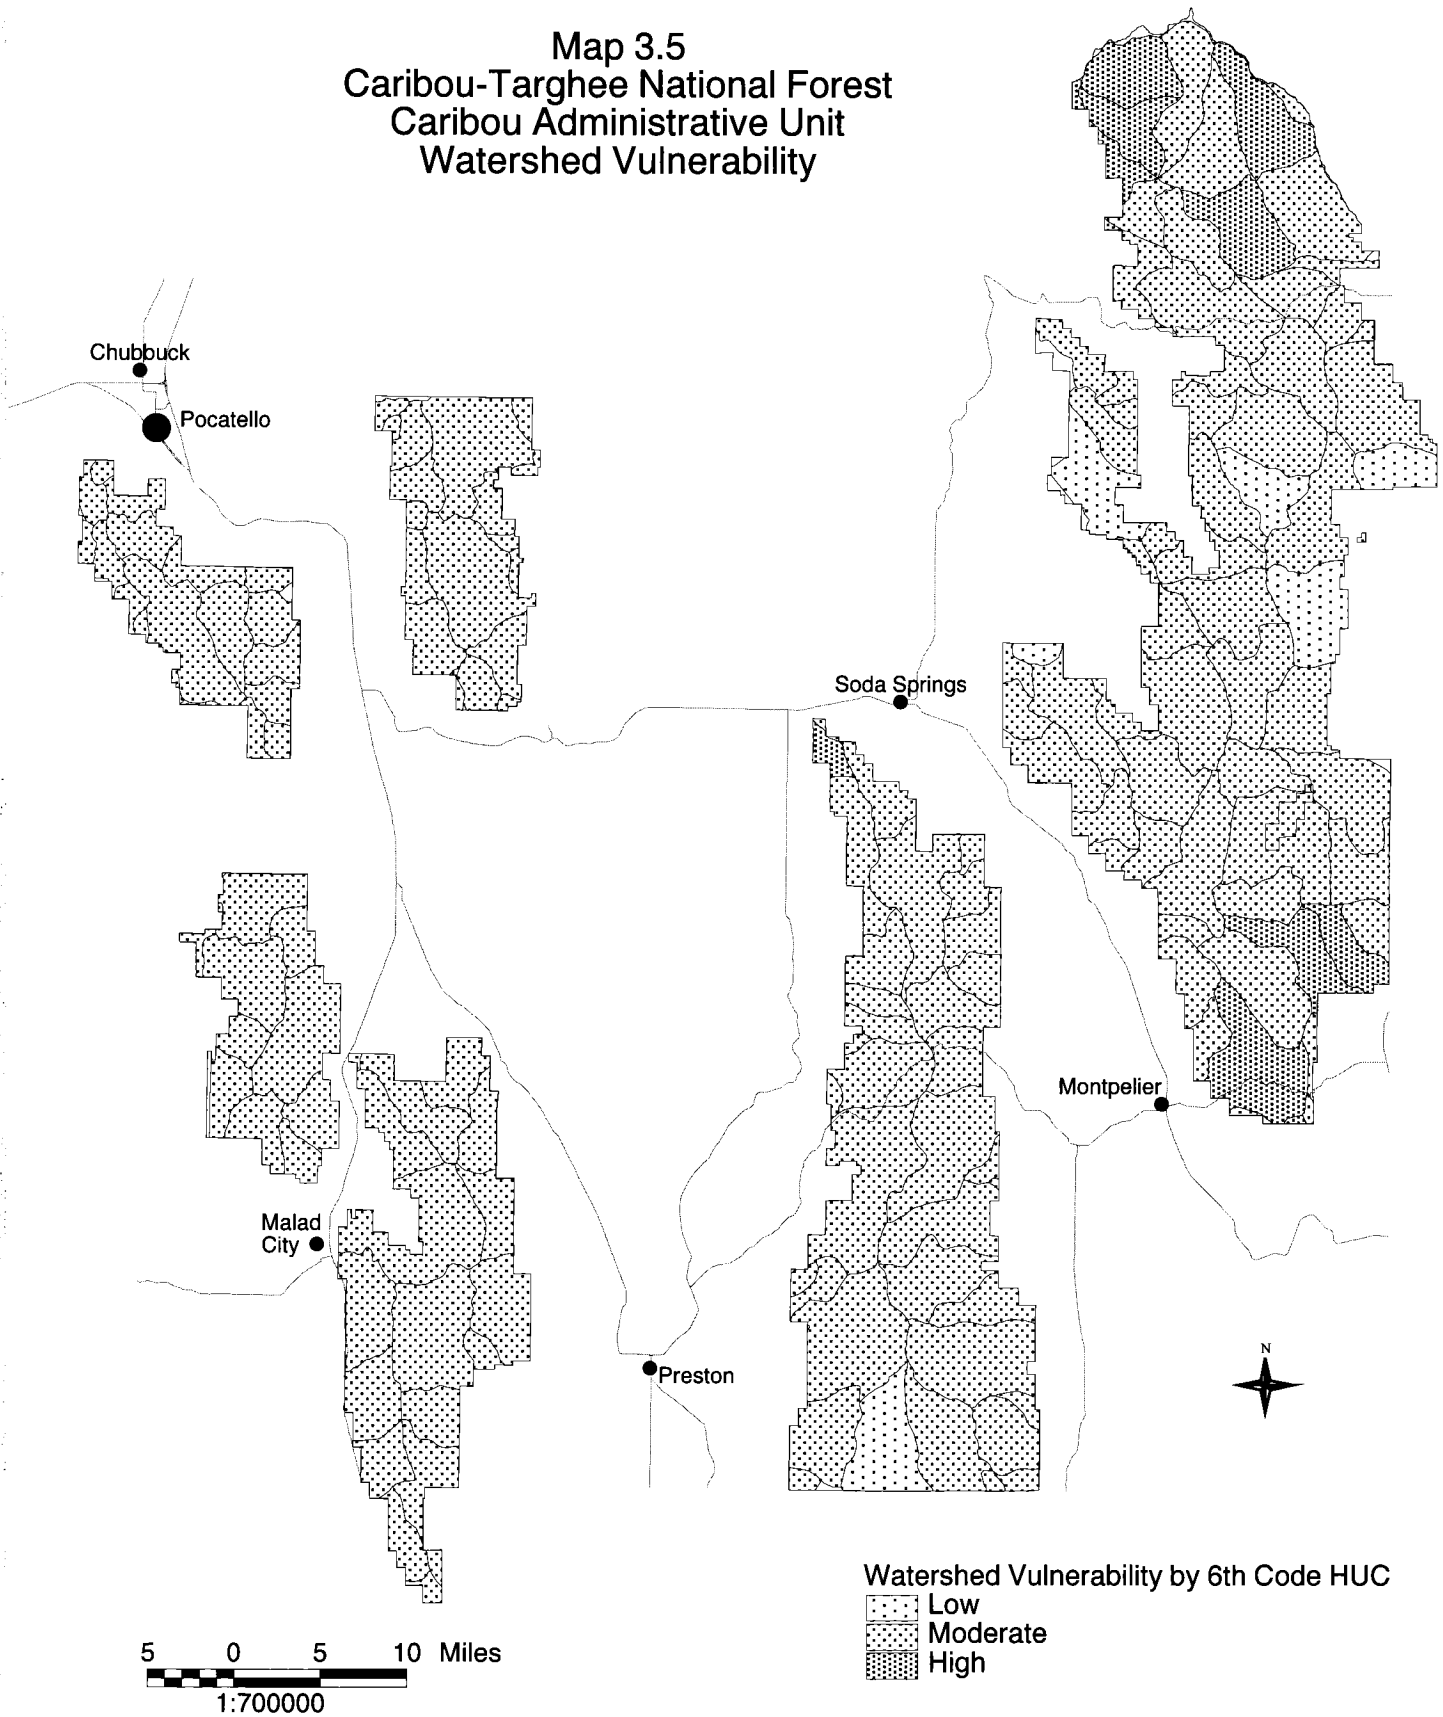 Map 3.5
Caribou-Targhee National Forest
Caribou Administrative Unit
Watershed Vulnerability
Chubbuck
Pocatello
Soda Springs
Montpelier
Malad
City
Preston
N
Watershed Vulnerability by 6th Code HUC
Low
Moderate
High
5 0 5 10 Miles
1:700000